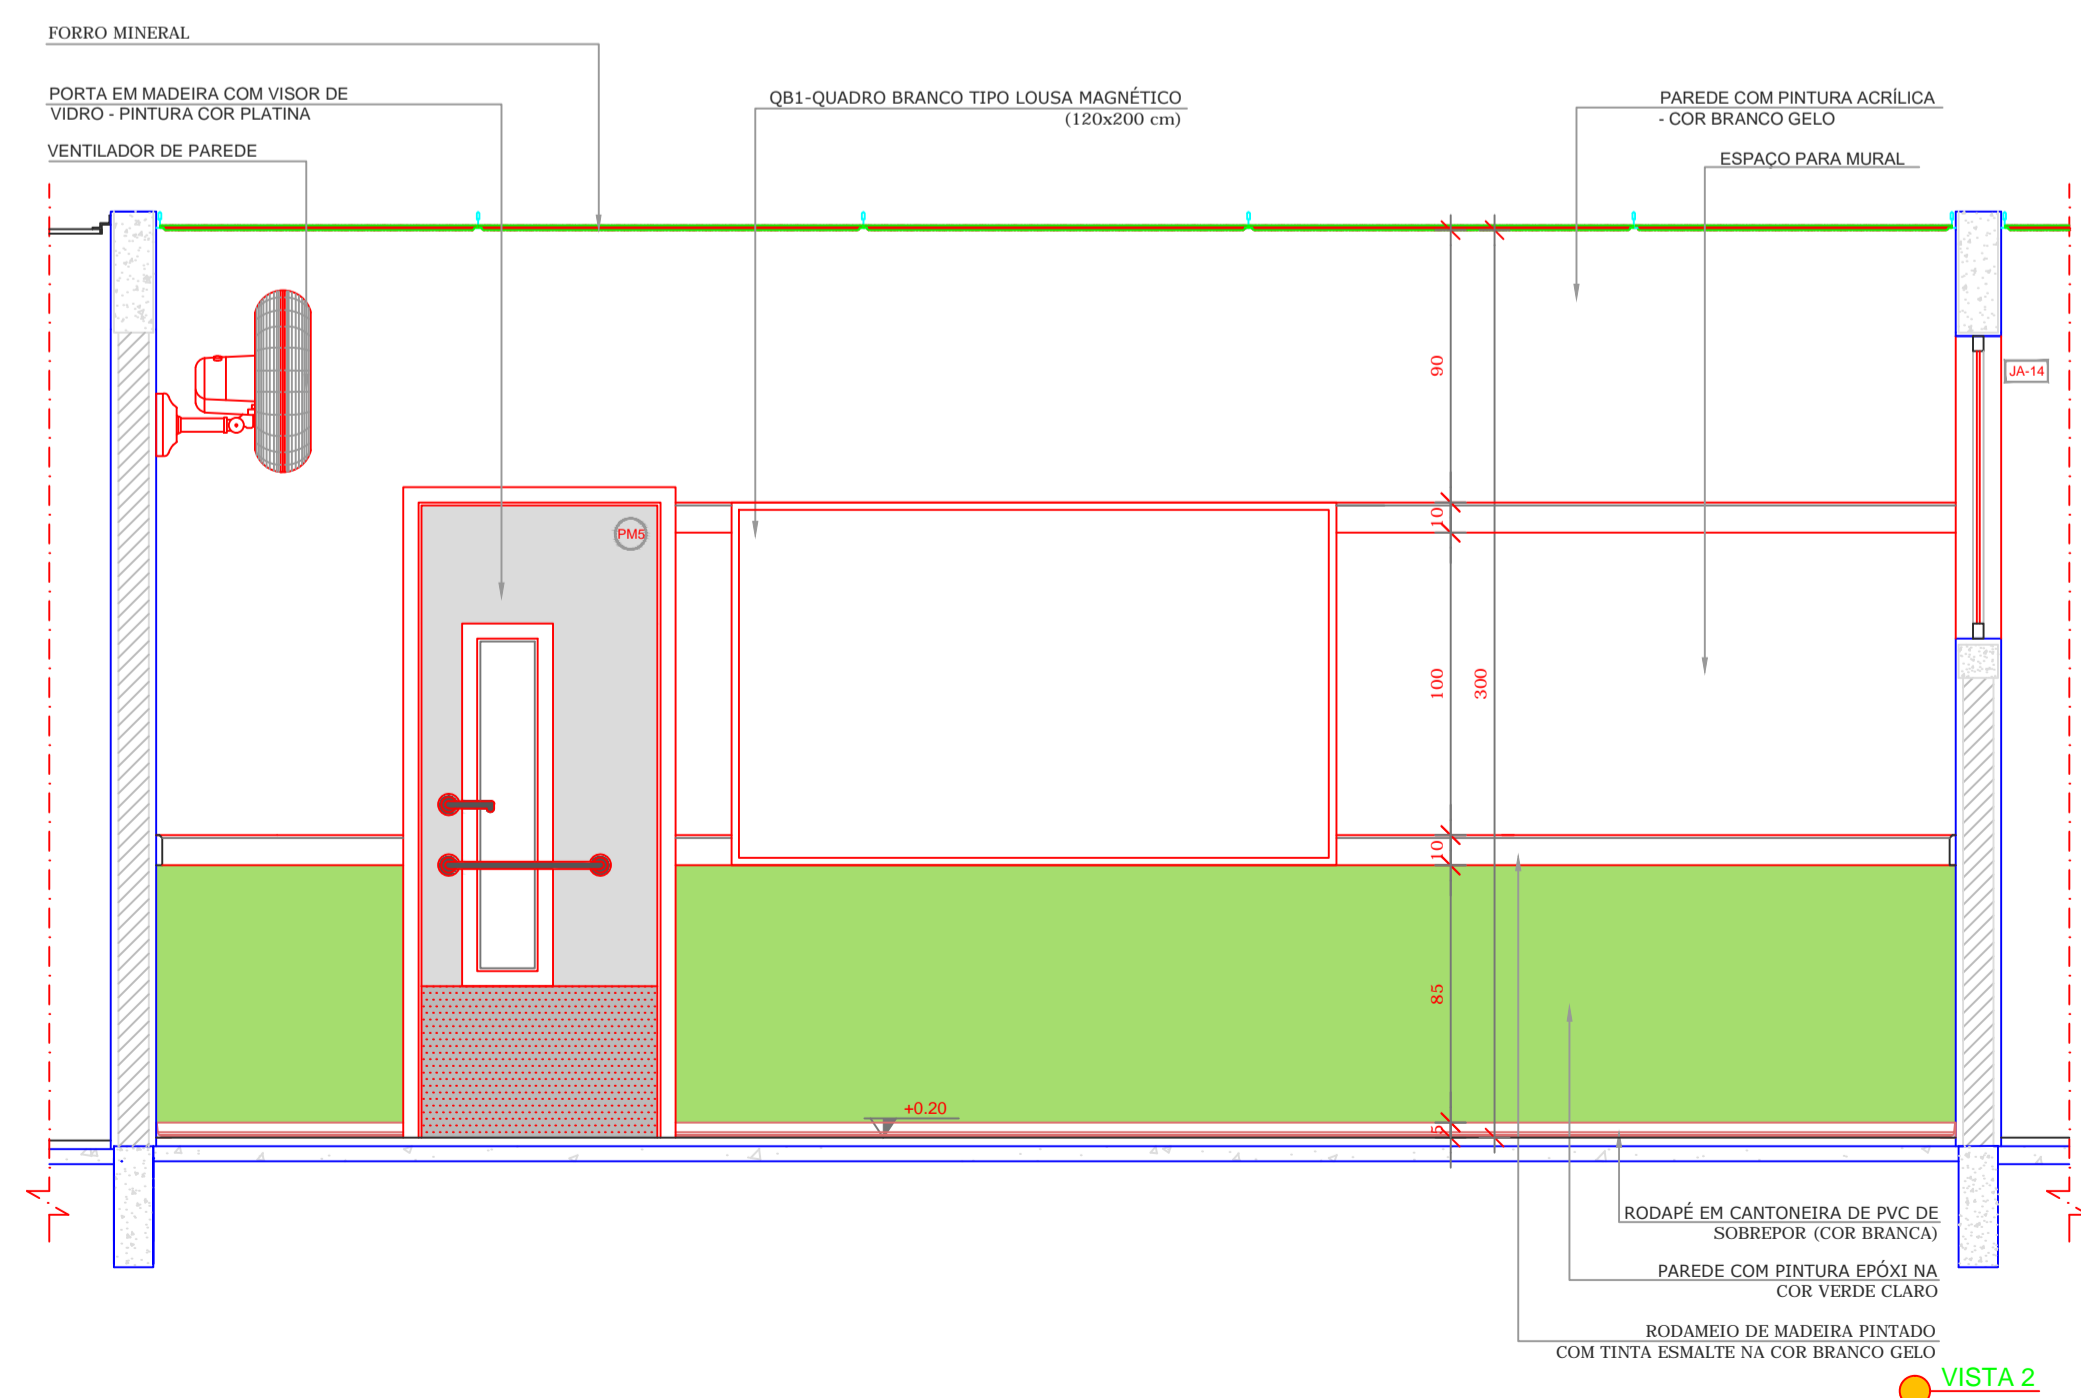 FORRO MINERAL
PORTA EM MADEIRA COM VISOR DE
VIDRO - PINTURA COR PLATINA
VENTILADOR DE PAREDE
QB1-QUADRO BRANCO TIPO LOUSA MAGNÉTICO
(120x200 cm)
PAREDE COM PINTURA ACRÍLICA
- COR BRANCO GELO
ESPAÇO PARA MURAL
90
JA-14
10
PM5
100
300
10
85
+0.20
5
RODAPÉ EM CANTONEIRA DE PVC DE
SOBREPOR (COR BRANCA)
PAREDE COM PINTURA EPÓXI NA
COR VERDE CLARO
RODAMEIO DE MADEIRA PINTADO
COM TINTA ESMALTE NA COR BRANCO GELO
VISTA 2